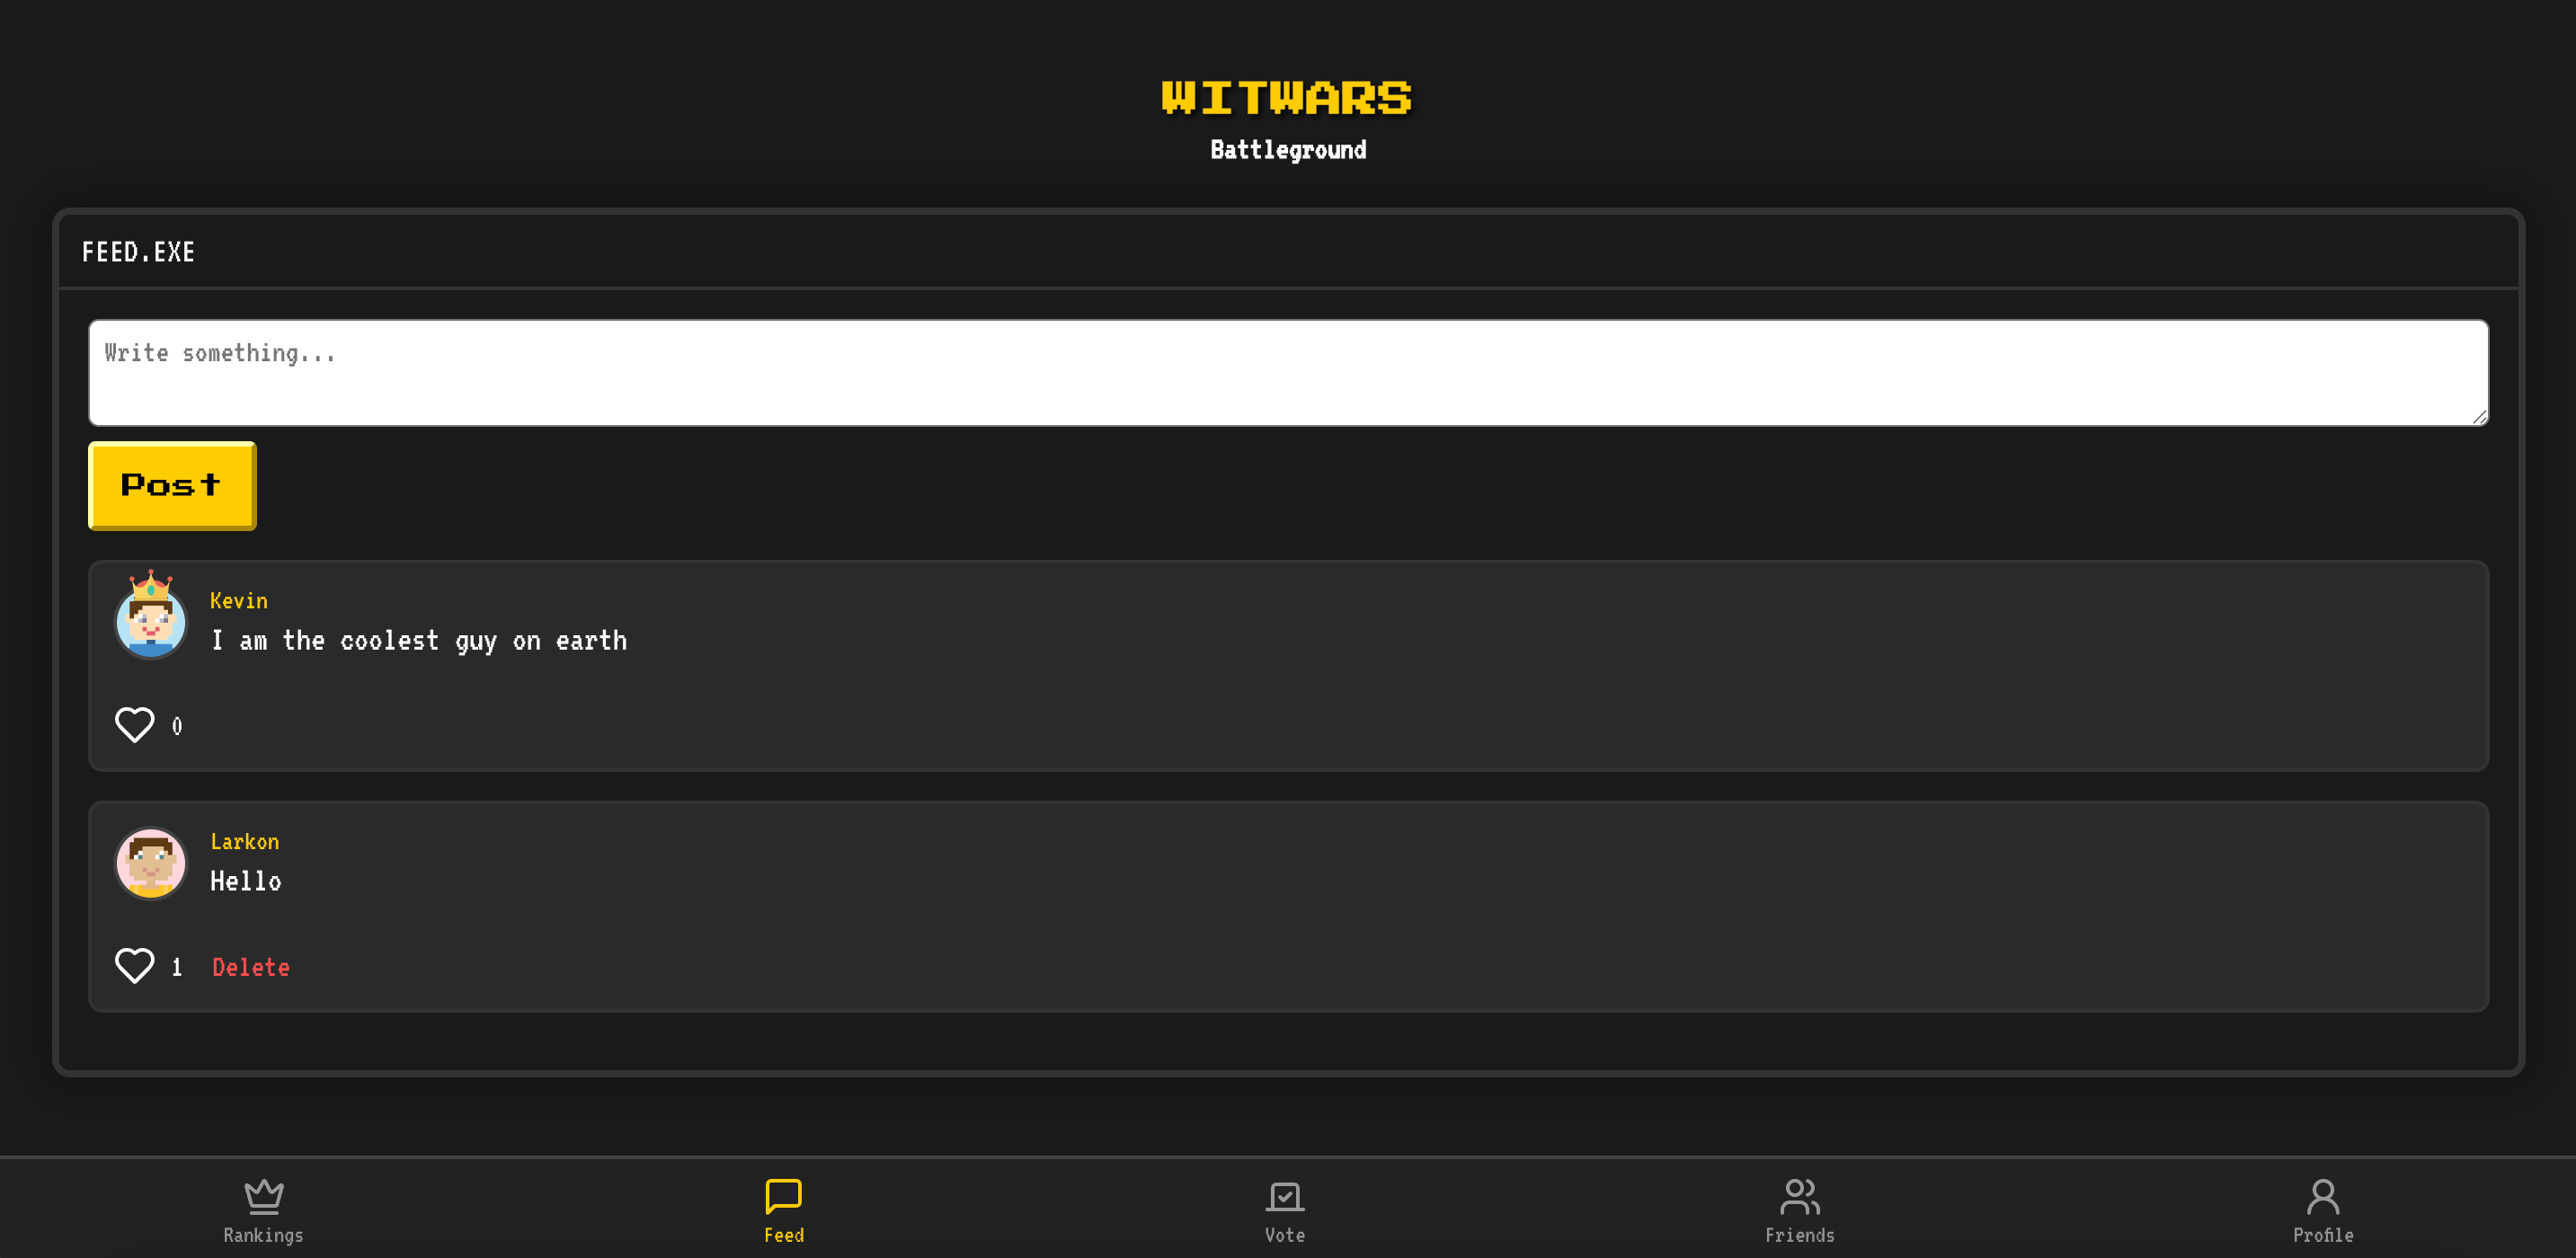 WITWARS
Battleground
FEED.EXE
Write something...
Post
Kevin
I am the coolest guy on earth
0
Larkon
Hello
1 Delete
Rankings Feed Vote Friends Profile